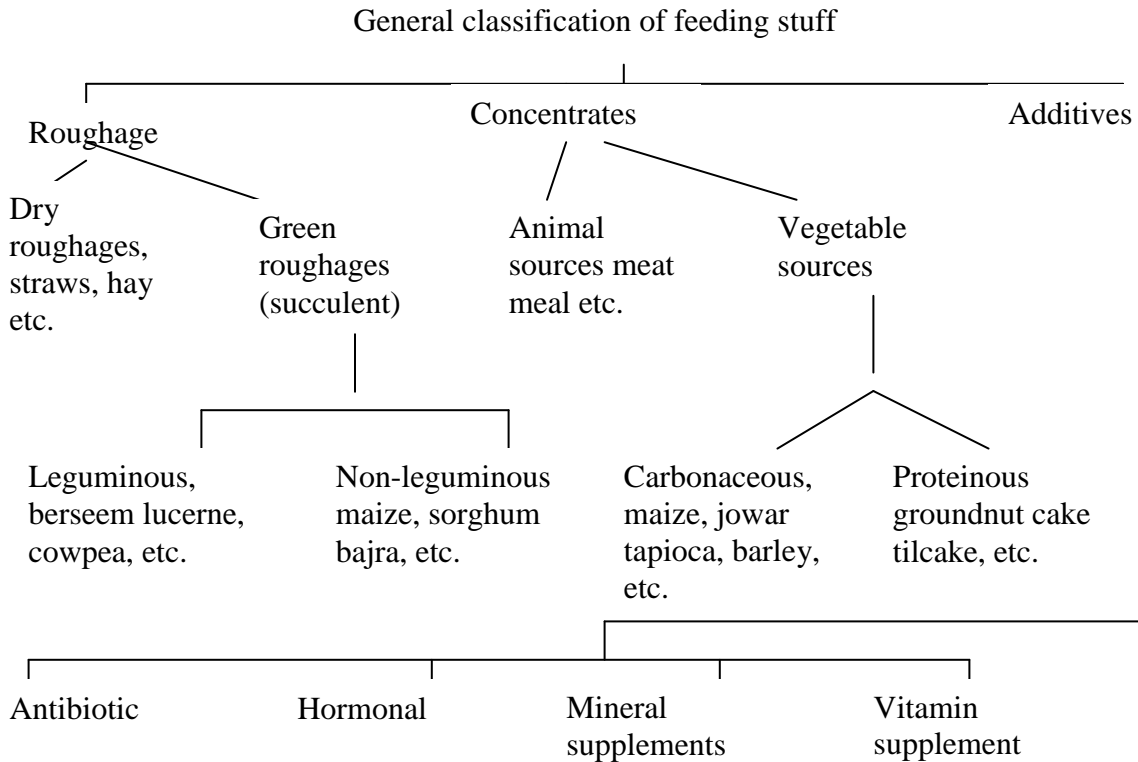 General classification of feeding stuff
Roughage
Concentrates
Additives
Dry
roughages,
straws, hay
etc.
Green
roughages
(succulent)
Animal
sources meat
meal etc.
Vegetable
sources
Leguminous,
berseem lucerne,
cowpea, etc.
Non-leguminous
maize, sorghum
bajra, etc.
Carbonaceous,
maize, jowar
tapioca, barley,
etc.
Proteinous
groundnut cake
tilcake, etc.
Antibiotic
Hormonal
Mineral
supplements
Vitamin
supplement